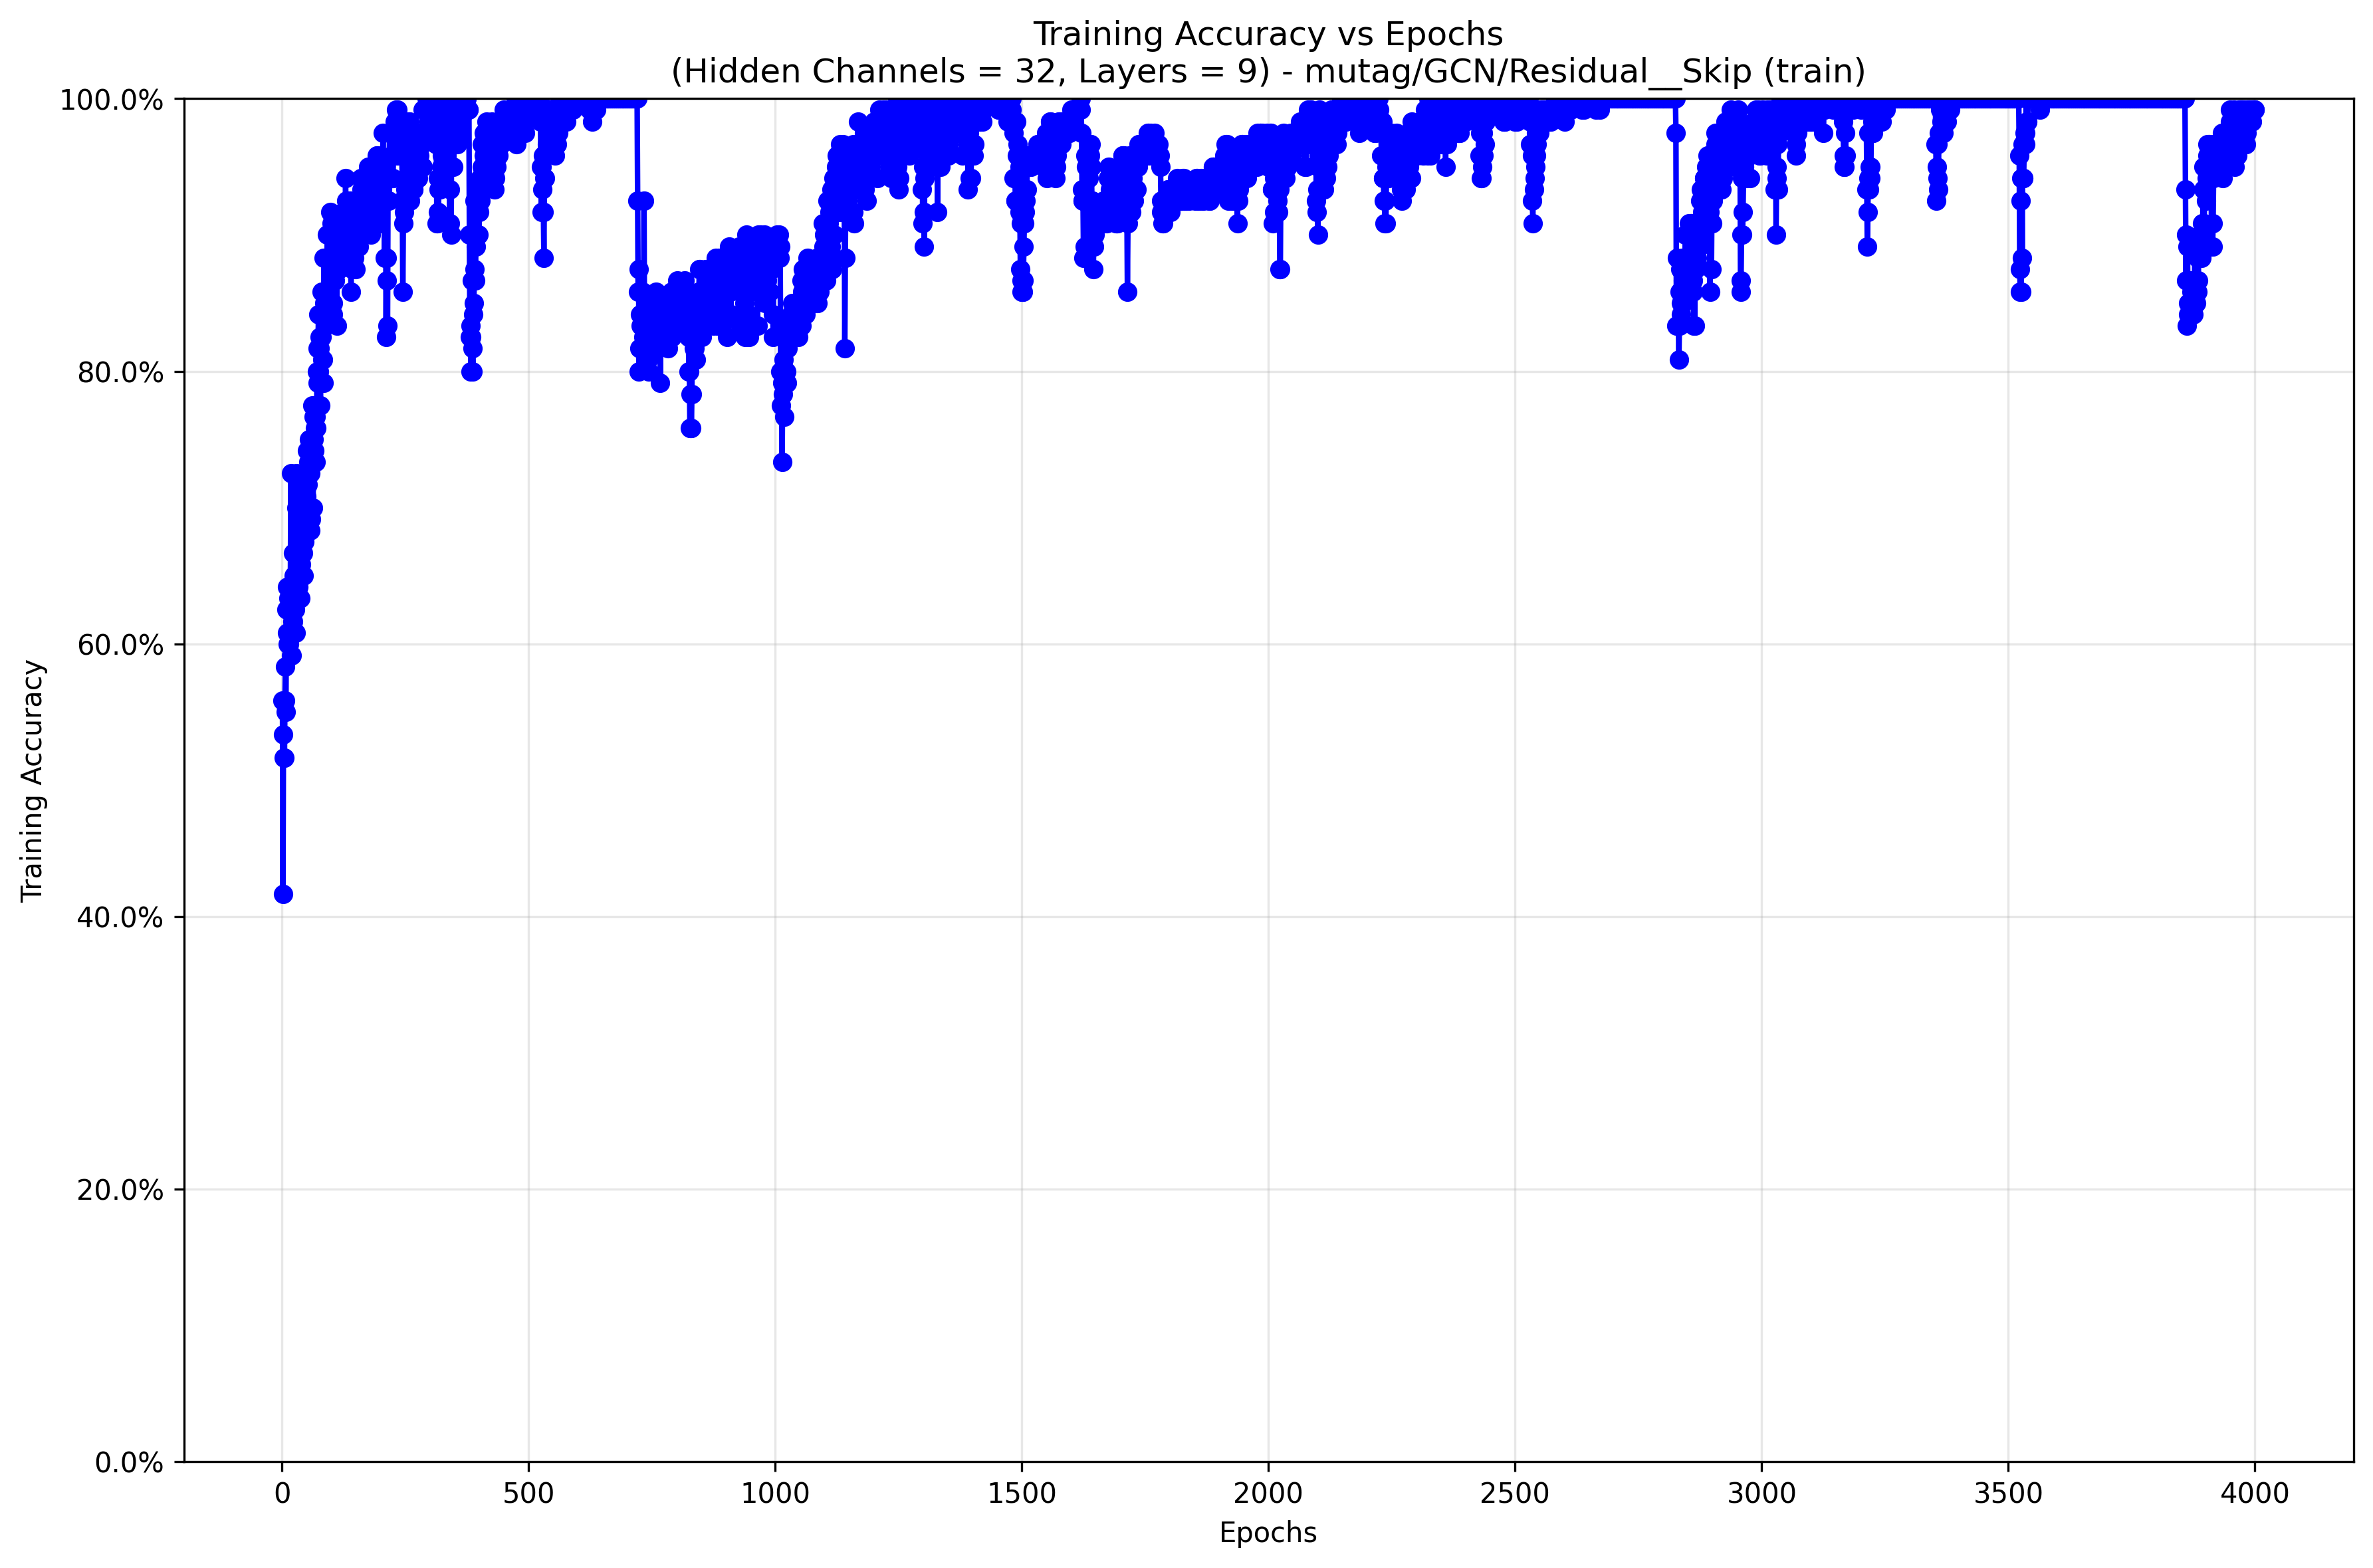 Training Accuracy vs Epochs
(Hidden Channels = 32, Layers = 9) - mutag/GCN/Residual__Skip (train)
100.0%
80.0%
60.0%
40.0%
20.0%
0.0%
Training Accuracy
0 500 1000 1500 2000 2500 3000 3500 4000
Epochs